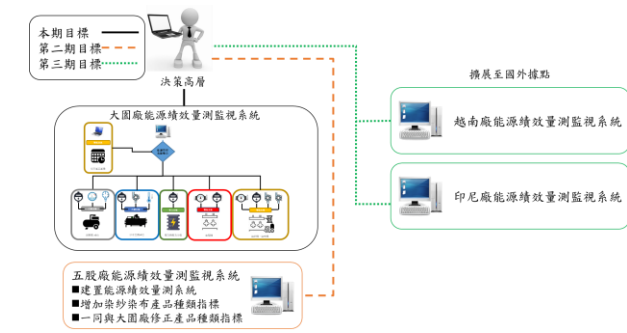 本期目標
第二期目標
第三期目標
決策高層
擴展至國外據點
大園廠能源績效量測監視系統
越南廠能源績效量測監視系統
印尼廠能源績效量測監視系統
五股廠能源績效量測監視系統
■建置能源績效量測系統
■增加染紗染布產品種類指標
■一同與大園廠修正產品種類指標